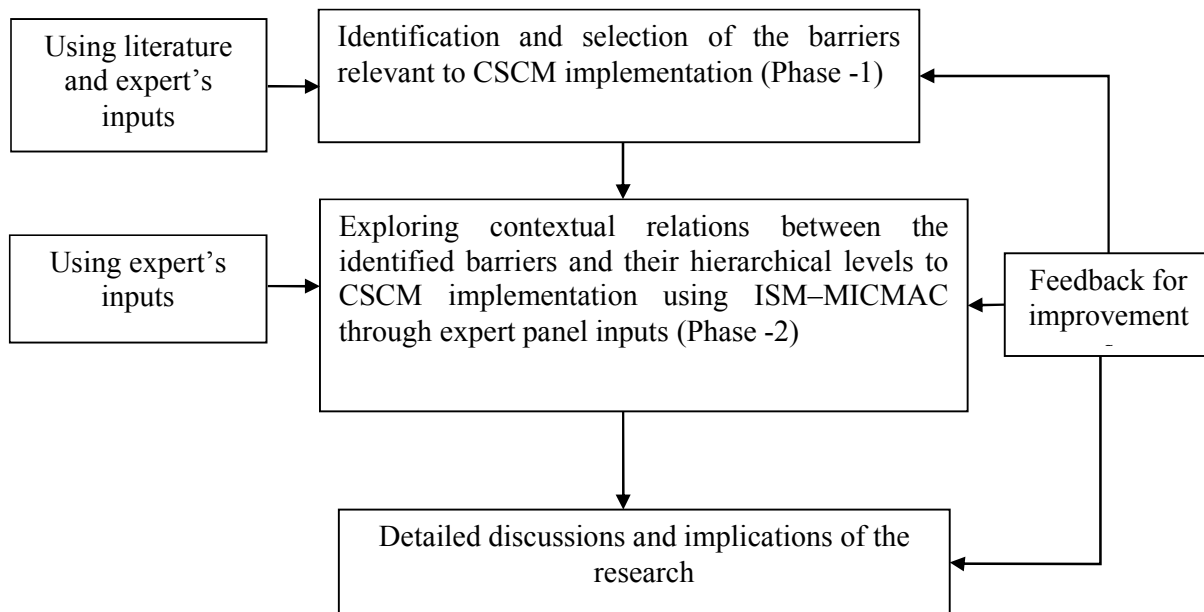 Using literature
and expert's
inputs
Identification and selection of the barriers
relevant to CSCM implementation (Phase -1)
Using expert's
inputs
Exploring contextual relations between the
identified barriers and their hierarchical levels to
CSCM implementation using ISM–MICMAC
through expert panel inputs (Phase -2)
Feedback for
improvement
Detailed discussions and implications of the
research